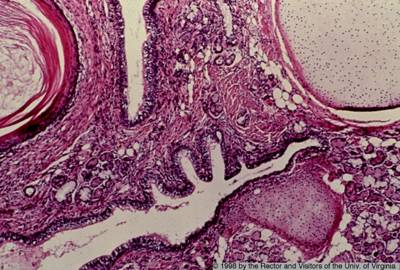 © 1998 by the Rector and Visitors of the Univ. of Virginia